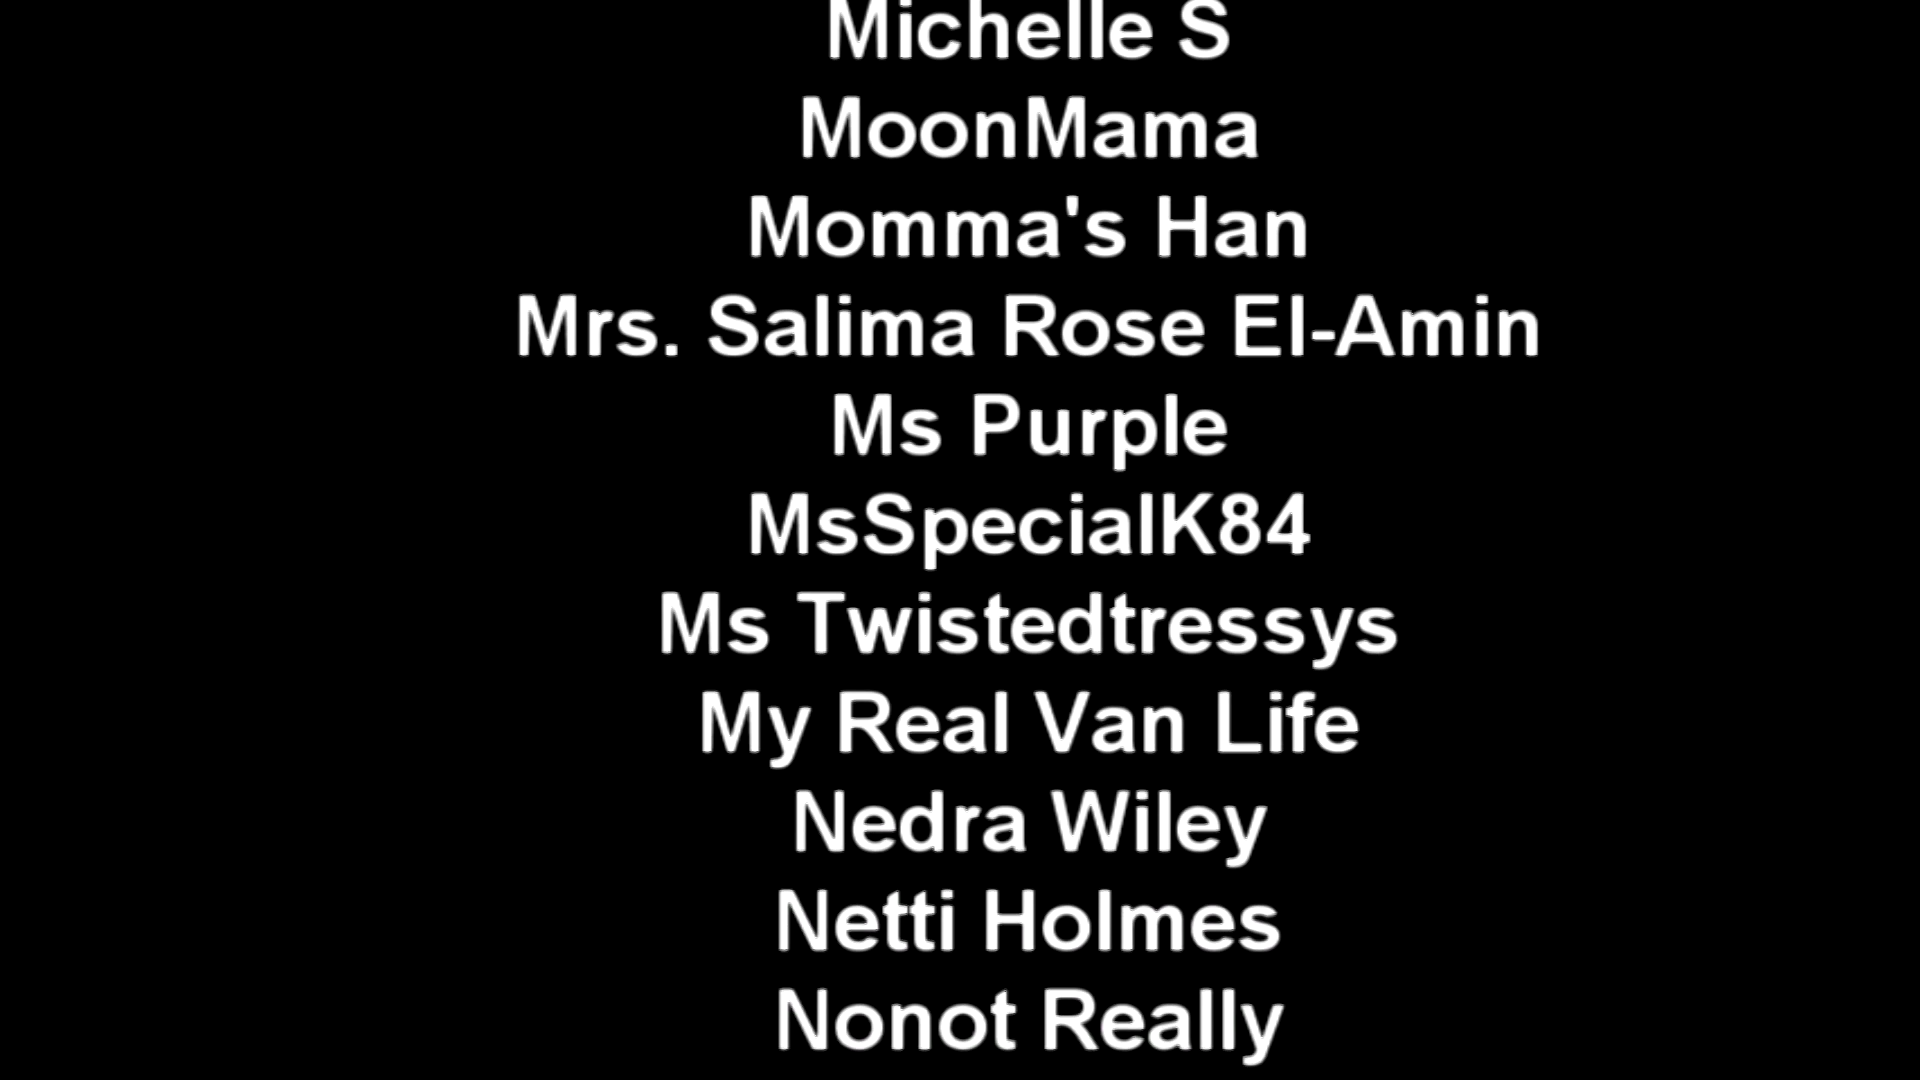 Michelle S
MoonMama
Momma's Han
Mrs. Salima Rose El-Amin
Ms Purple
MsSpecialK84
Ms Twistedtressys
My Real Van Life
Nedra Wiley
Netti Holmes
Nonot Really